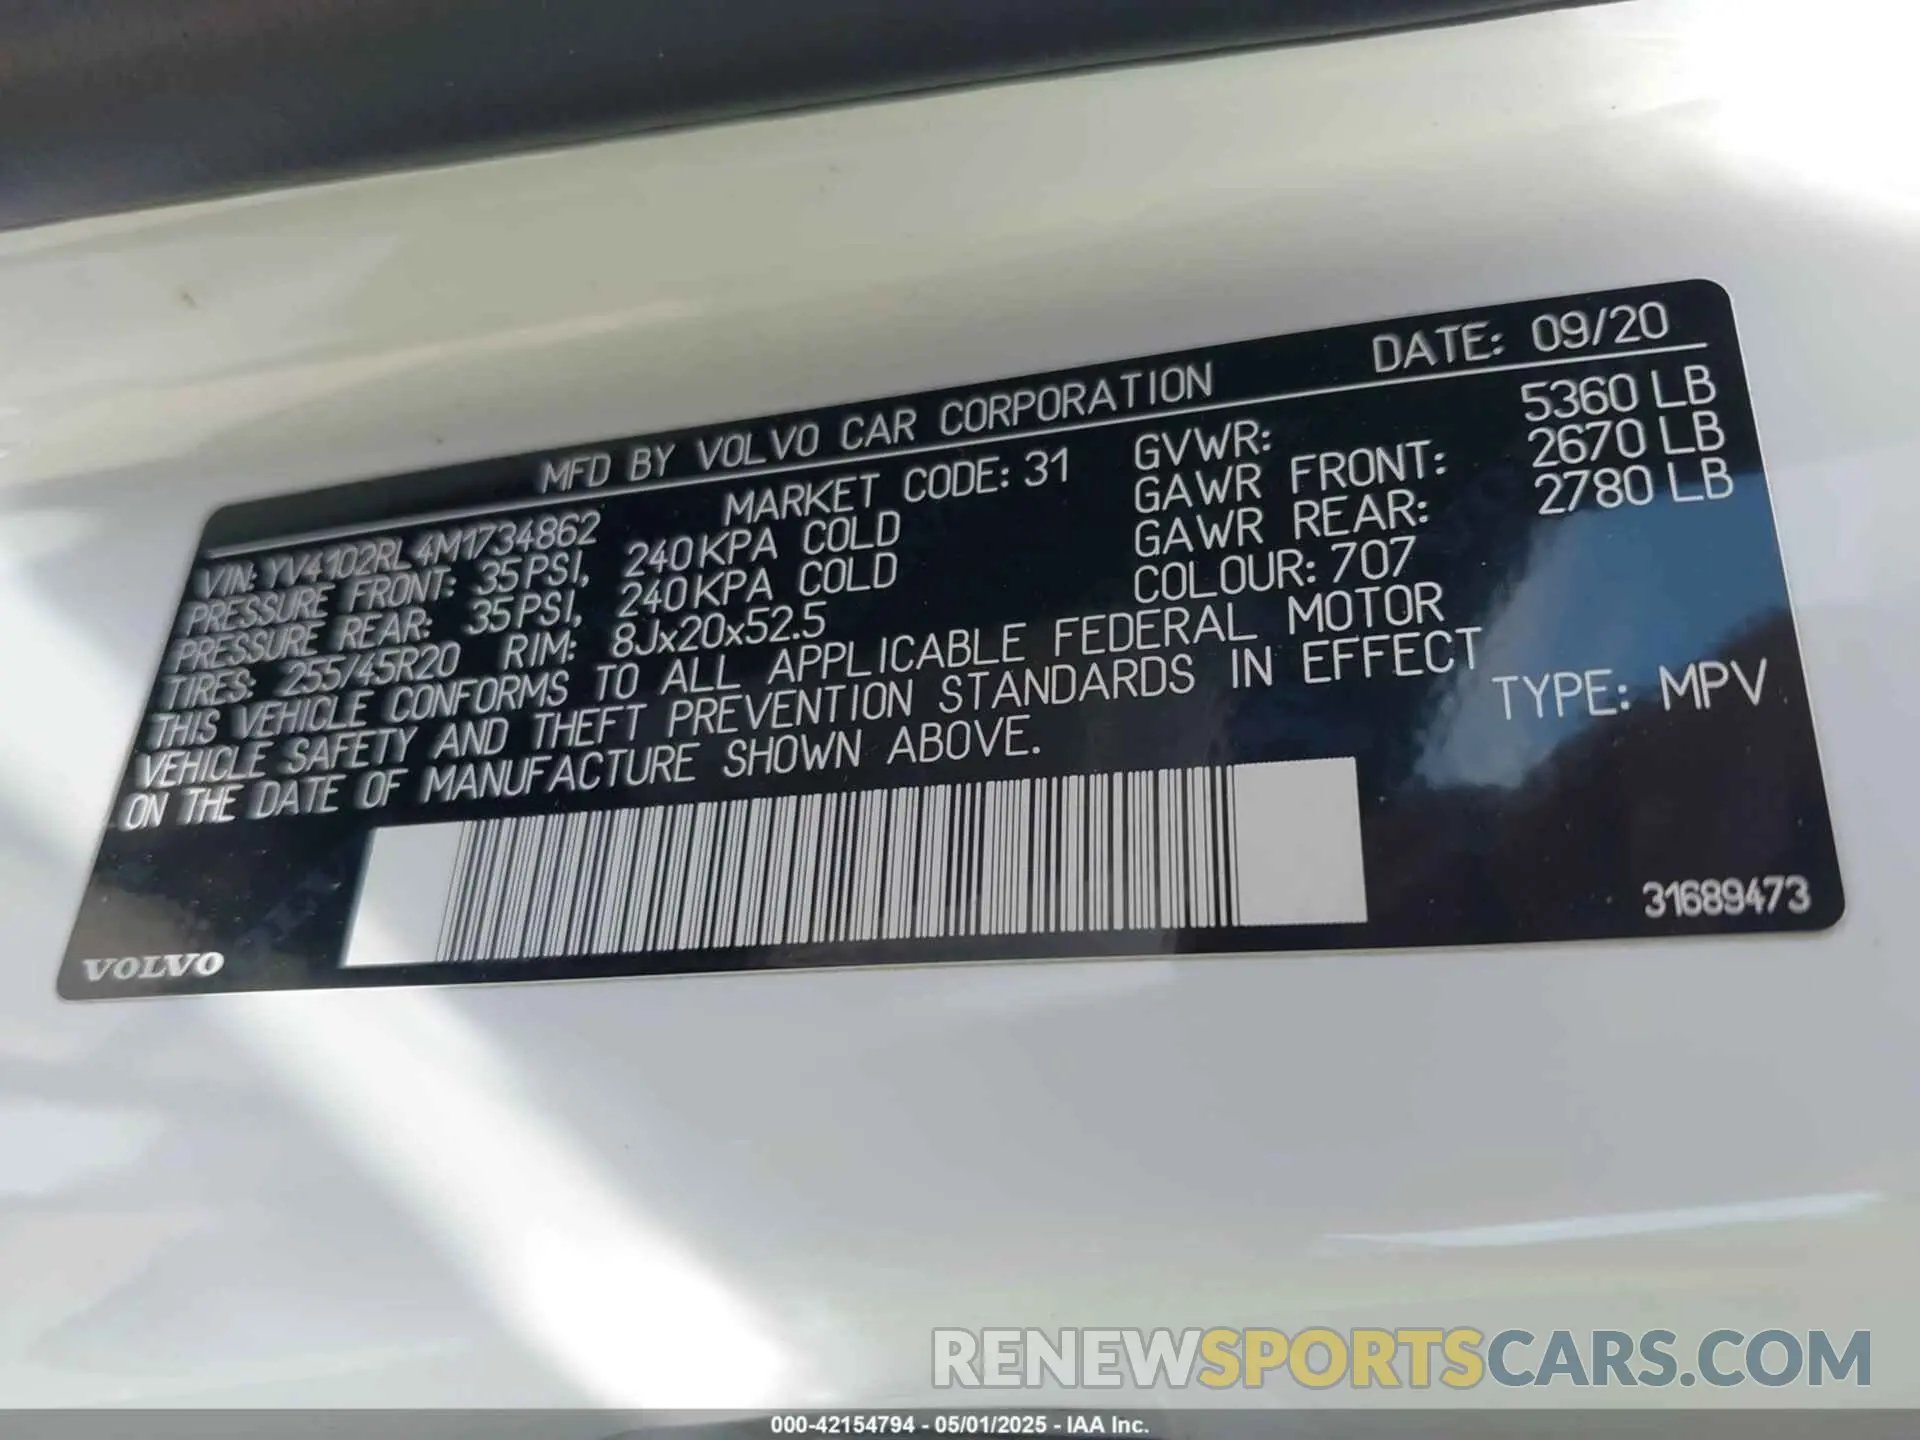 MFD BY VOLVO CAR CORPORATION DATE: 09/20
VIN: YV4102RL4M1734862 MARKET CODE: 31 GVWR: 5360 LB
PRESSURE FRONT: 35PSI, 240KPA COLD GAWR FRONT: 2670 LB
PRESSURE REAR: 35PSI, 240KPA COLD GAWR REAR: 2780 LB
TIRES: 255/45R20 RIM: 8Jx20x52.5 COLOUR: 707
THIS VEHICLE CONFORMS TO ALL APPLICABLE FEDERAL MOTOR
VEHICLE SAFETY AND THEFT PREVENTION STANDARDS IN EFFECT
ON THE DATE OF MANUFACTURE SHOWN ABOVE. TYPE: MPV
31689473
VOLVO
RENEWSPORTSCARS.COM
000-42154794 - 05/01/2025 - IAA Inc.